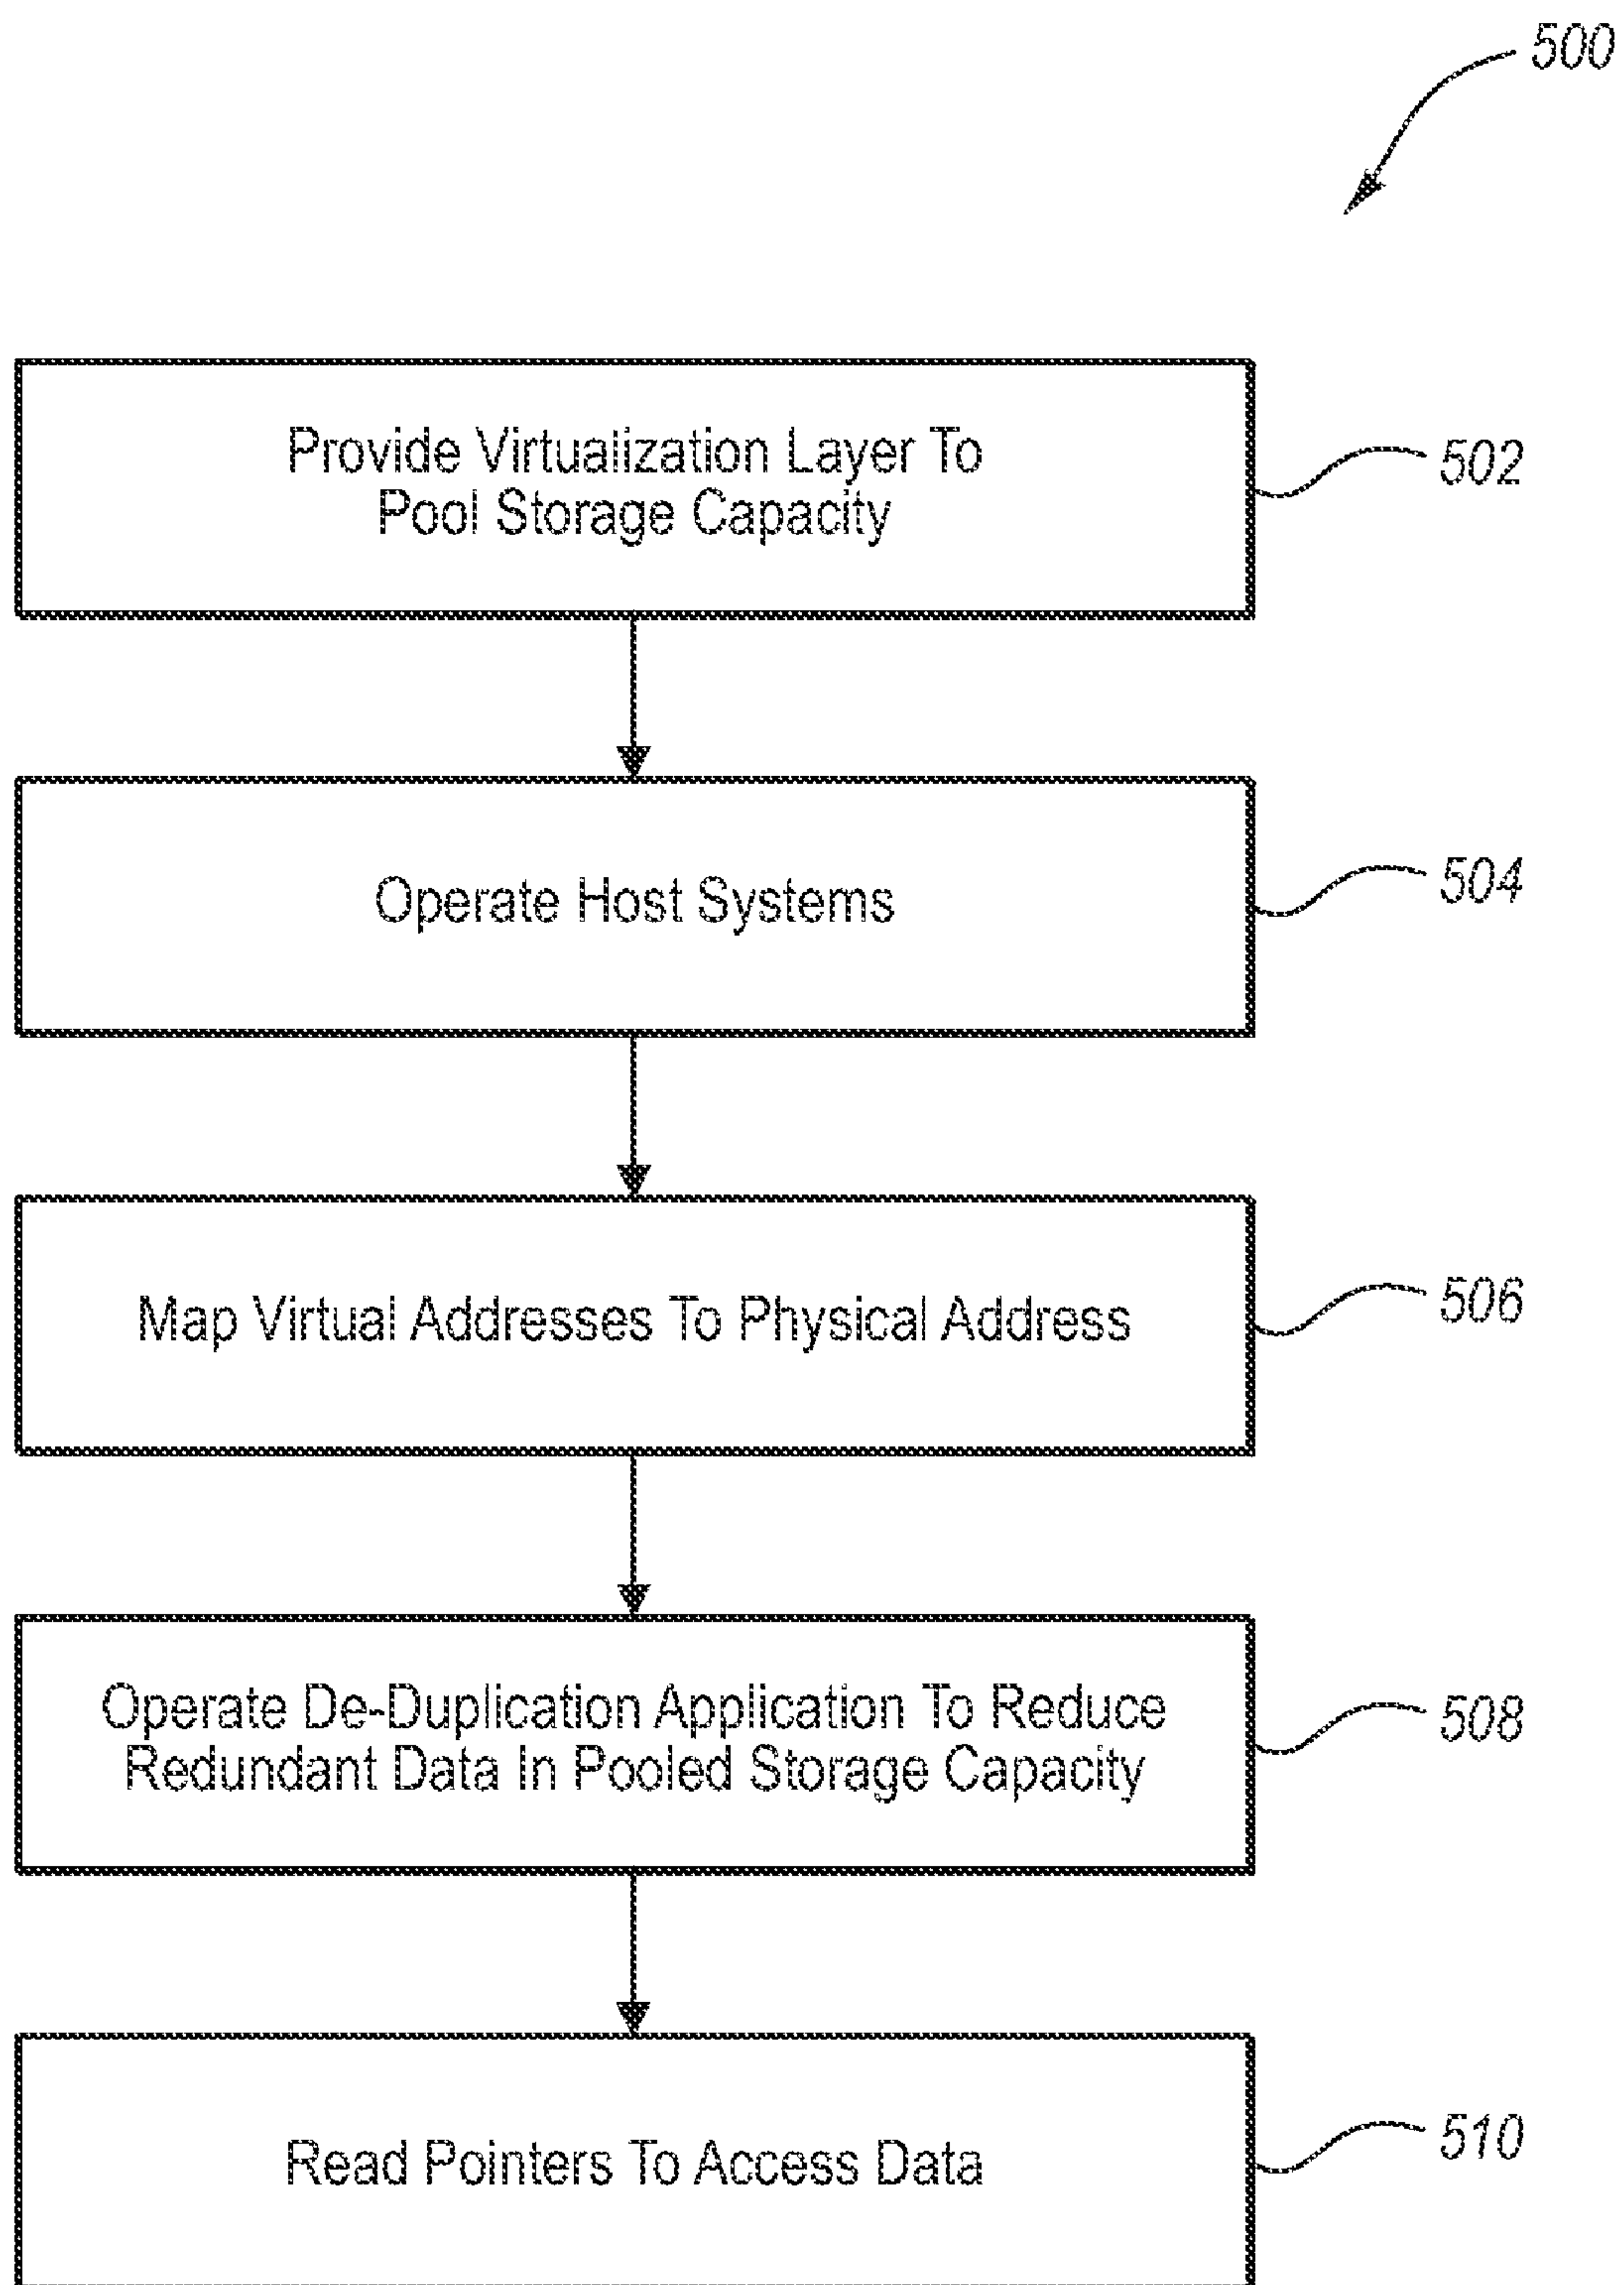 500
Provide Virtualization Layer To
Pool Storage Capacity
502
Operate Host Systems
504
Map Virtual Addresses To Physical Address
506
Operate De-Duplication Application To Reduce
Redundant Data In Pooled Storage Capacity
508
Read Pointers To Access Data
510